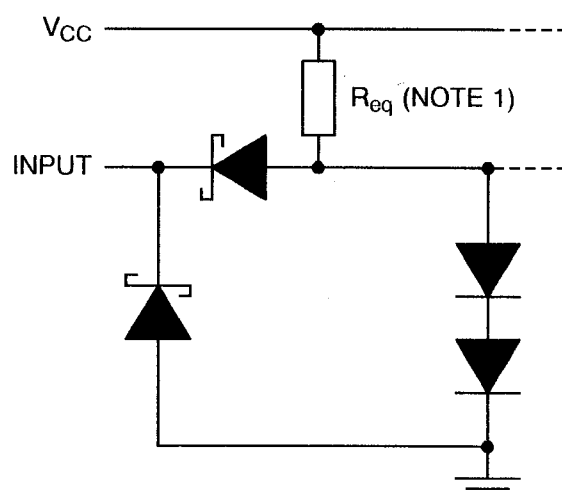 VCC
Req (NOTE 1)
INPUT